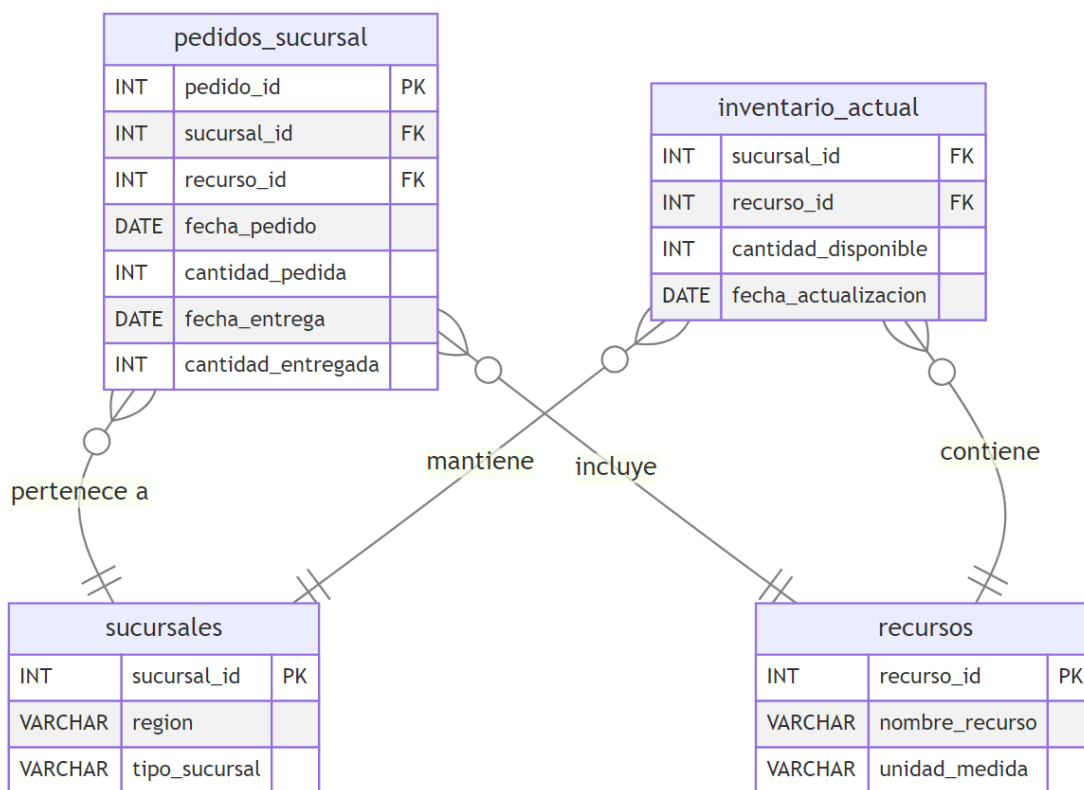 pedidos_sucursal
INT pedido_id PK
INT sucursal_id FK
INT recurso_id FK
DATE fecha_pedido
INT cantidad_pedida
DATE fecha_entrega
INT cantidad_entregada
inventario_actual
INT sucursal_id FK
INT recurso_id FK
INT cantidad_disponible
DATE fecha_actualizacion
pertenece a
mantiene
incluye
contiene
sucursales
INT sucursal_id PK
VARCHAR region
VARCHAR tipo_sucursal
recursos
INT recurso_id PK
VARCHAR nombre_recurso
VARCHAR unidad_medida